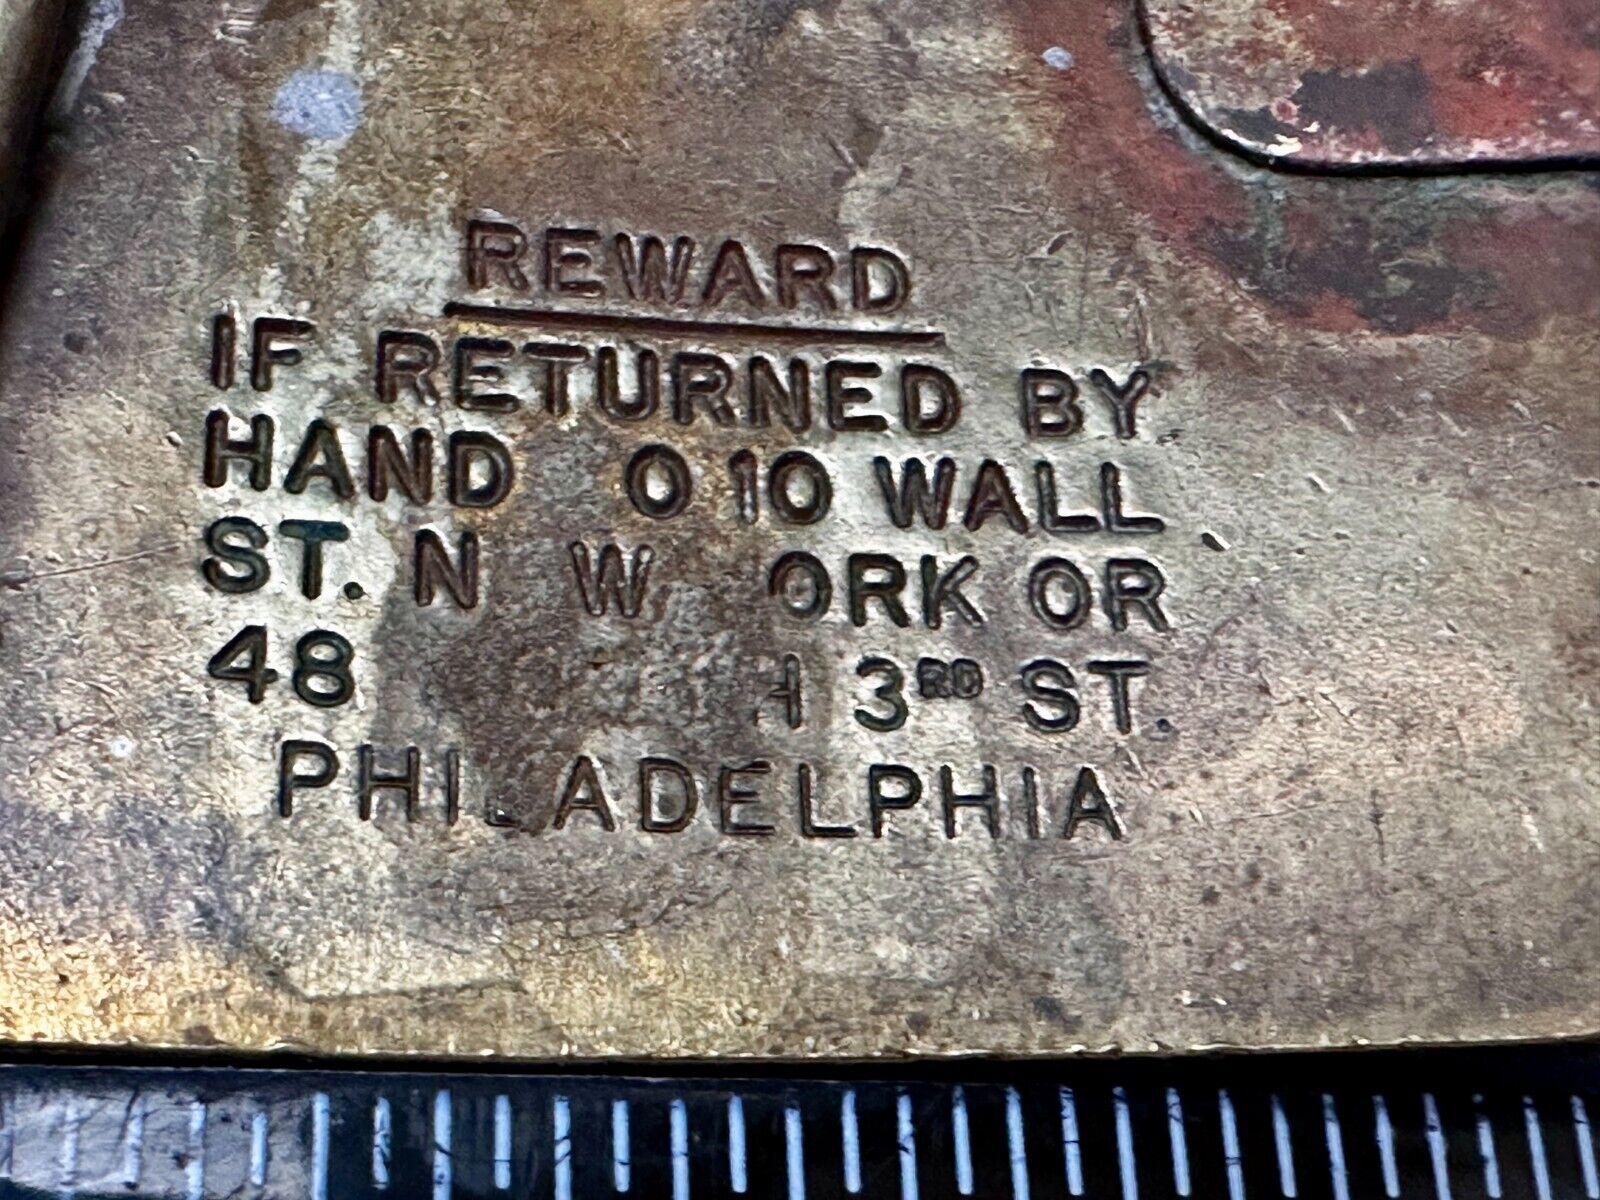 REWARD
IF RETURNED BY
HAND O 10 WALL
ST. N W ORK OR
48 H 3RD ST.
PHILADELPHIA